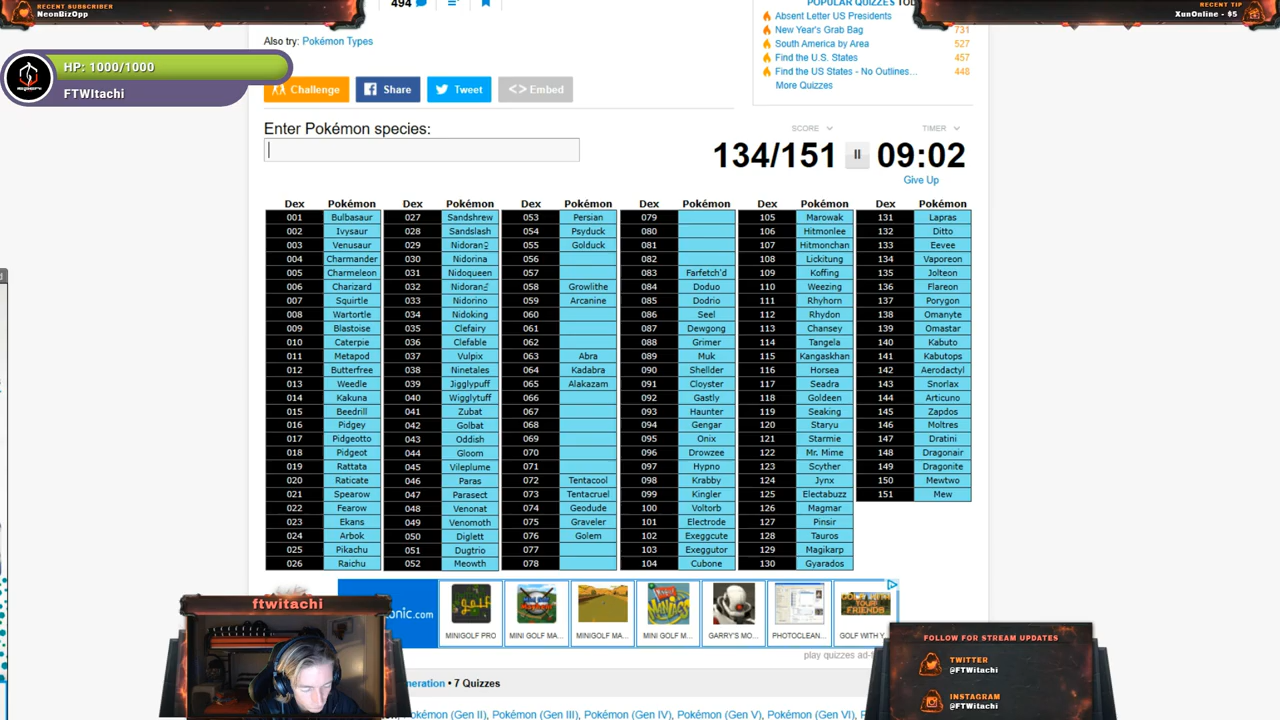 RECENT SUBSCRIBER
NeonBizOpp
494
HP: 1000/1000
FTWItachi
Also try: Pokémon Types
POPULAR QUIZZES TO
Absent Letter US Presidents
New Year's Grab Bag 731
South America by Area 527
Find the U.S. States 457
Find the US States - No Outlines... 448
More Quizzes
RECENT TIP
XunOnline - $5
Challenge Share Tweet <> Embed
Enter Pokémon species:
SCORE TIMER
134/151 09:02
Give Up
Dex Pokémon Dex Pokémon Dex Pokémon Dex Pokémon Dex Pokémon Dex Pokémon
001 Bulbasaur 027 Sandshrew 053 Persian 079 105 Marowak 131 Lapras
002 Ivysaur 028 Sandslash 054 Psyduck 080 106 Hitmonlee 132 Ditto
003 Venusaur 029 Nidoran♀ 055 Golduck 081 107 Hitmonchan 133 Eevee
004 Charmander 030 Nidorina 056 082 108 Lickitung 134 Vaporeon
005 Charmeleon 031 Nidoqueen 057 083 Farfetch'd 109 Koffing 135 Jolteon
006 Charizard 032 Nidoran♂ 058 Growlithe 084 Doduo 110 Weezing 136 Flareon
007 Squirtle 033 Nidorino 059 Arcanine 085 Dodrio 111 Rhyhorn 137 Porygon
008 Wartortle 034 Nidoking 060 086 Seel 112 Rhydon 138 Omanyte
009 Blastoise 035 Clefairy 061 087 Dewgong 113 Chansey 139 Omastar
010 Caterpie 036 Clefable 062 088 Grimer 114 Tangela 140 Kabuto
011 Metapod 037 Vulpix 063 Abra 089 Muk 115 Kangaskhan 141 Kabutops
012 Butterfree 038 Ninetales 064 Kadabra 090 Shellder 116 Horsea 142 Aerodactyl
013 Weedle 039 Jigglypuff 065 Alakazam 091 Cloyster 117 Seadra 143 Snorlax
014 Kakuna 040 Wigglytuff 066 092 Gastly 118 Goldeen 144 Articuno
015 Beedrill 041 Zubat 067 093 Haunter 119 Seaking 145 Zapdos
016 Pidgey 042 Golbat 068 094 Gengar 120 Staryu 146 Moltres
017 Pidgeotto 043 Oddish 069 095 Onix 121 Starmie 147 Dratini
018 Pidgeot 044 Gloom 070 096 Drowzee 122 Mr. Mime 148 Dragonair
019 Rattata 045 Vileplume 071 097 Hypno 123 Scyther 149 Dragonite
020 Raticate 046 Paras 072 Tentacool 098 Krabby 124 Jynx 150 Mewtwo
021 Spearow 047 Parasect 073 Tentacruel 099 Kingler 125 Electabuzz 151 Mew
022 Fearow 048 Venonat 074 Geodude 100 Voltorb 126 Magmar
023 Ekans 049 Venomoth 075 Graveler 101 Electrode 127 Pinsir
024 Arbok 050 Diglett 076 Golem 102 Exeggcute 128 Tauros
025 Pikachu 051 Dugtrio 077 103 Exeggutor 129 Magikarp
026 Raichu 052 Meowth 078 104 Cubone 130 Gyarados
onic.com
MINIGOLF PRO MINI GOLF MA... MINIGOLF MA... MINI GOLF M... GARRY'S MO... PHOTOCLEAN... GOLF WITH Y
play quizzes ad-f
ftwitachi
neration • 7 Quizzes
okémon (Gen II), Pokémon (Gen III), Pokémon (Gen IV), Pokémon (Gen V), Pokémon (Gen VI),
FOLLOW FOR STREAM UPDATES
TWITTER
@FTWitachi
INSTAGRAM
@FTWitachi